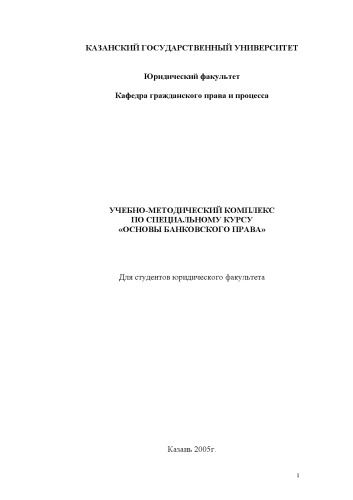 КАЗАНСКИЙ ГОСУДАРСТВЕННЫЙ УНИВЕРСИТЕТ
Юридический факультет
Кафедра гражданского права и процесса
УЧЕБНО-МЕТОДИЧЕСКИЙ КОМПЛЕКС
ПО СПЕЦИАЛЬНОМУ КУРСУ
«ОСНОВЫ БАНКОВСКОГО ПРАВА»
Для студентов юридического факультета
Казань 2005г.
1